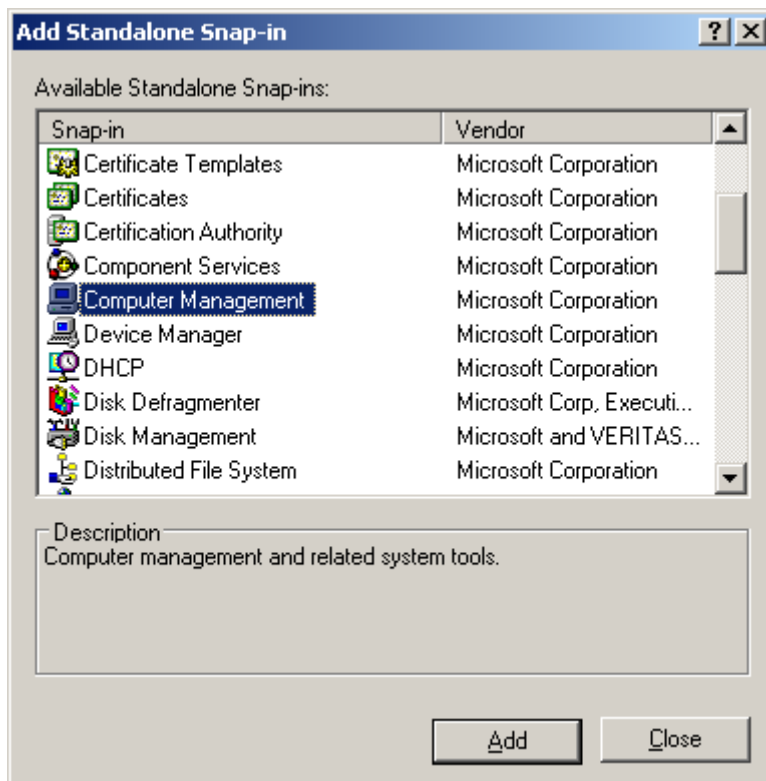 Add Standalone Snap-in
Available Standalone Snap-ins:
Snap-in Vendor
Certificate Templates Microsoft Corporation
Certificates Microsoft Corporation
Certification Authority Microsoft Corporation
Component Services Microsoft Corporation
Computer Management Microsoft Corporation
Device Manager Microsoft Corporation
DHCP Microsoft Corporation
Disk Defragmenter Microsoft Corp, Executi...
Disk Management Microsoft and VERITAS...
Distributed File System Microsoft Corporation
Description
Computer management and related system tools.
Add Close